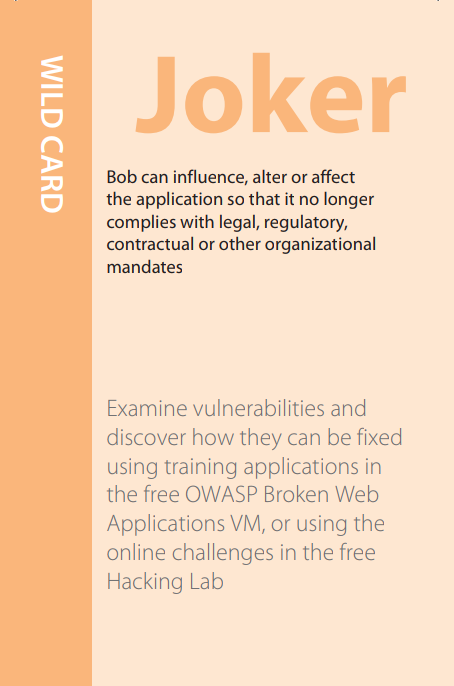 WILD CARD
Joker
Bob can influence, alter or affect
the application so that it no longer
complies with legal, regulatory,
contractual or other organizational
mandates
Examine vulnerabilities and
discover how they can be fixed
using training applications in
the free OWASP Broken Web
Applications VM, or using the
online challenges in the free
Hacking Lab